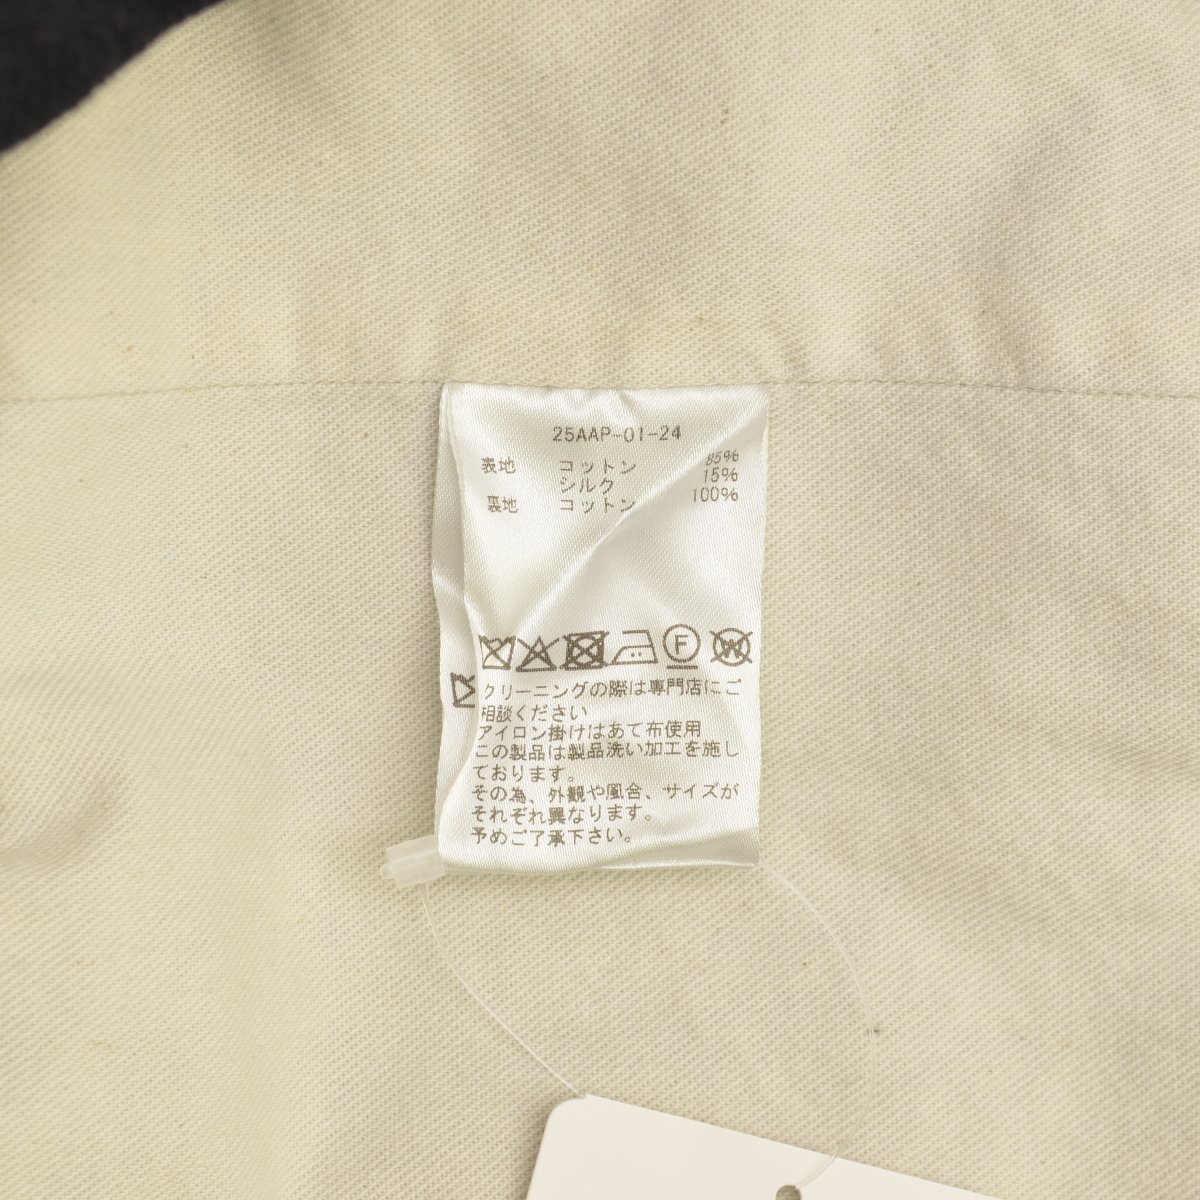 25AAP-01-24
表地 コットン 85%
シルク 15%
裏地 コットン 100%
F W
クリーニングの際は専門店にご
相談ください
アイロン掛けはあて布使用
この製品は製品洗い加工を施し
ております。
その為、外観や風合、サイズが
それぞれ異なります。
予めご了承下さい。